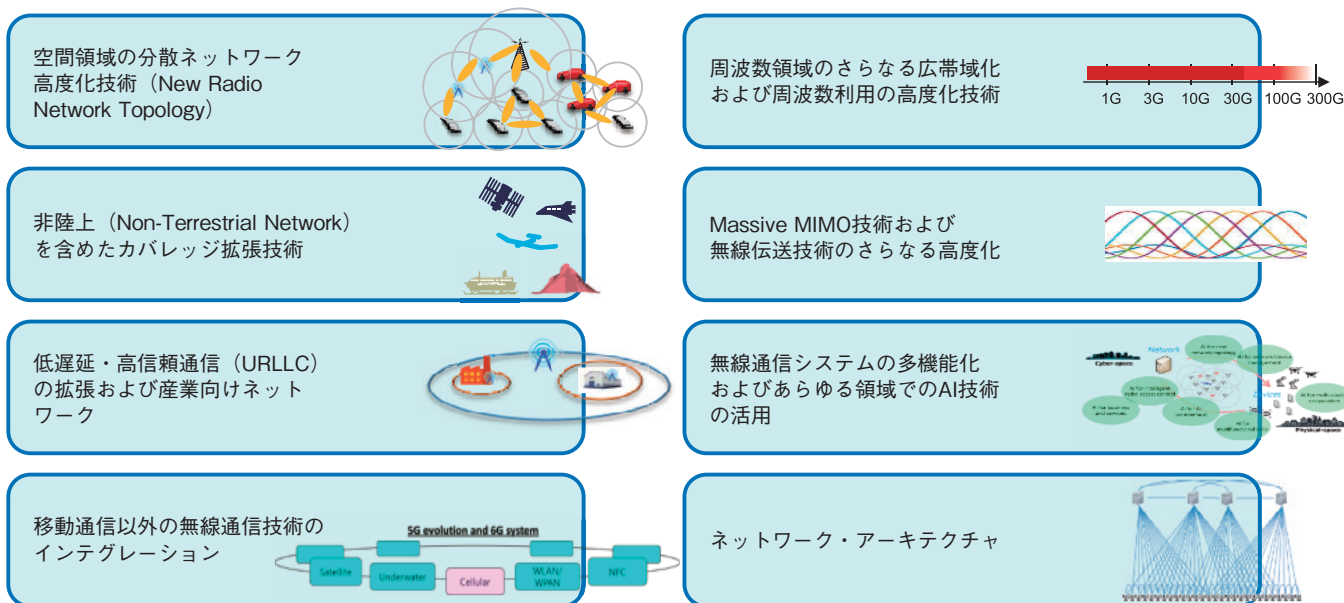 空間領域の分散ネットワーク
高度化技術（New Radio
Network Topology）
周波数領域のさらなる広帯域化
および周波数利用の高度化技術
1G 3G 10G 30G 100G 300G
非陸上（Non-Terrestrial Network）
を含めたカバレッジ拡張技術
Massive MIMO技術および
無線伝送技術のさらなる高度化
低遅延・高信頼通信（URLLC）
の拡張および産業向けネット
ワーク
無線通信システムの多機能化
およびあらゆる領域でのAI技術
の活用
Cyber-space
Network
AI for new
network topology
Devices
Physical-space
移動通信以外の無線通信技術の
インテグレーション
5G evolution and 6G system
Satellite
Underwater
Cellular
WLAN/
WPAN
NFC
ネットワーク・アーキテクチャ